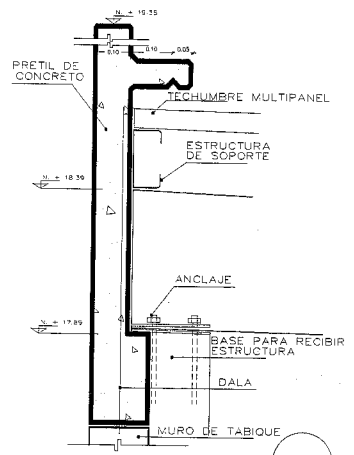 N. + 19.35
0.10 0.10 0.05
PRETIL DE
CONCRETO
TECHUMBRE MULTIPANEL
ESTRUCTURA
DE SOPORTE
N. + 18.39
ANCLAJE
N. + 17.89
BASE PARA RECIBIR
ESTRUCTURA
DALA
MURO DE TABIQUE